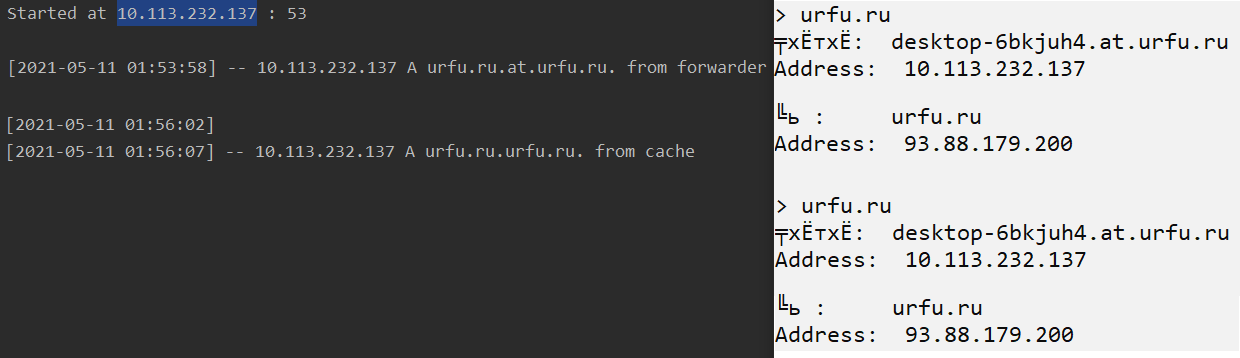 Started at 10.113.232.137 : 53
[2021-05-11 01:53:58] -- 10.113.232.137 A urfu.ru.at.urfu.ru. from forwarder
[2021-05-11 01:56:02]
[2021-05-11 01:56:07] -- 10.113.232.137 A urfu.ru.urfu.ru. from cache
> urfu.ru
╤хЁтхЁ:  desktop-6bkjuh4.at.urfu.ru
Address:  10.113.232.137
╚ь :     urfu.ru
Address:  93.88.179.200
> urfu.ru
╤хЁтхЁ:  desktop-6bkjuh4.at.urfu.ru
Address:  10.113.232.137
╚ь :     urfu.ru
Address:  93.88.179.200